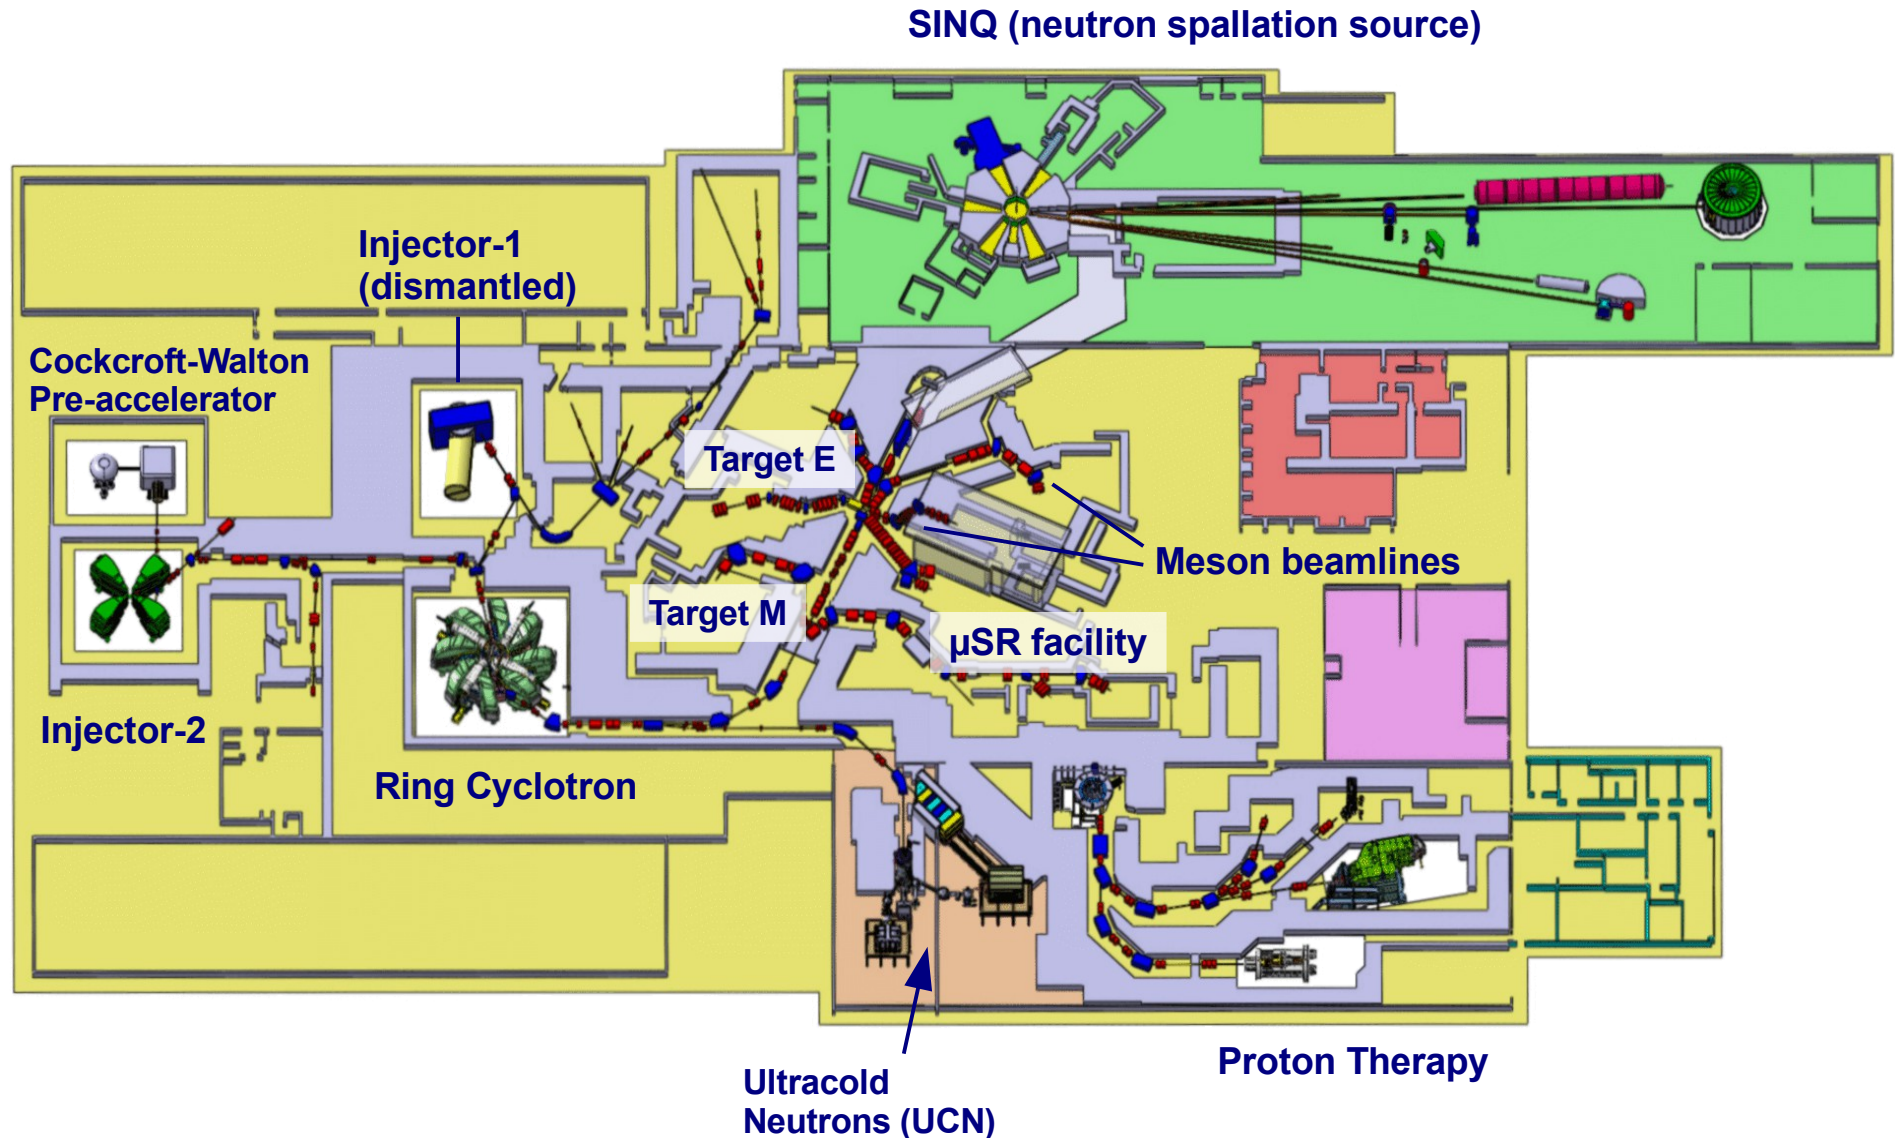 SINQ (neutron spallation source)
Injector-1
(dismantled)
Cockcroft-Walton
Pre-accelerator
Target E
Meson beamlines
Target M
µSR facility
Injector-2
Ring Cyclotron
Proton Therapy
Ultracold
Neutrons (UCN)